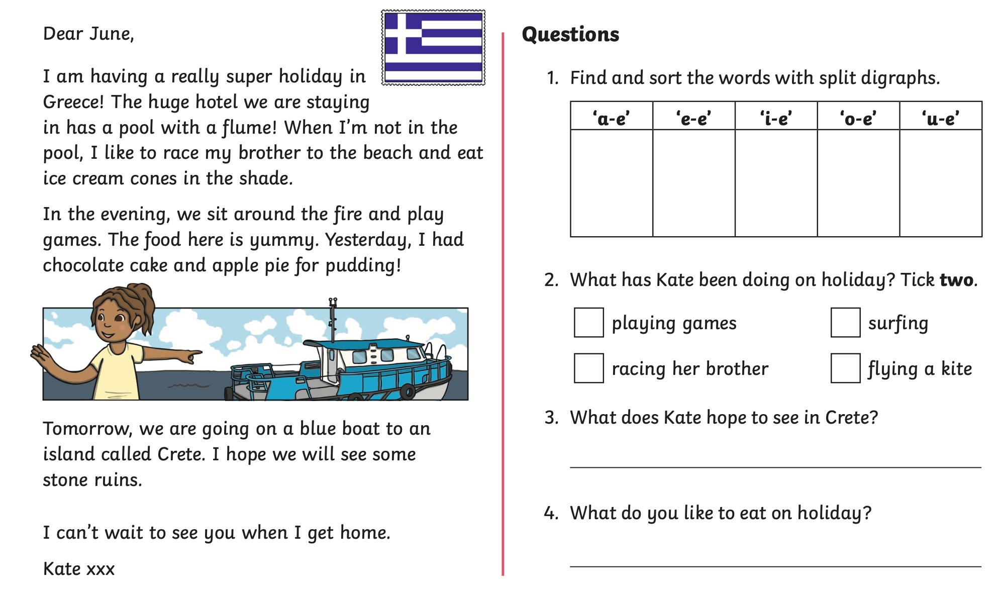 Dear June,
I am having a really super holiday in
Greece! The huge hotel we are staying
in has a pool with a flume! When I’m not in the
pool, I like to race my brother to the beach and eat
ice cream cones in the shade.
In the evening, we sit around the fire and play
games. The food here is yummy. Yesterday, I had
chocolate cake and apple pie for pudding!
Tomorrow, we are going on a blue boat to an
island called Crete. I hope we will see some
stone ruins.
I can’t wait to see you when I get home.
Kate xxx
Questions
1. Find and sort the words with split digraphs.
‘a-e’ ‘e-e’ ‘i-e’ ‘o-e’ ‘u-e’
2. What has Kate been doing on holiday? Tick two.
playing games surfing
racing her brother flying a kite
3. What does Kate hope to see in Crete?
4. What do you like to eat on holiday?